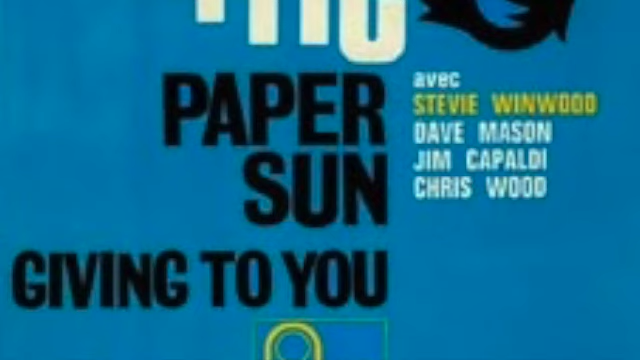 PAPER
SUN
GIVING TO YOU
avec
STEVIE WINWOOD
DAVE MASON
JIM CAPALDI
CHRIS WOOD